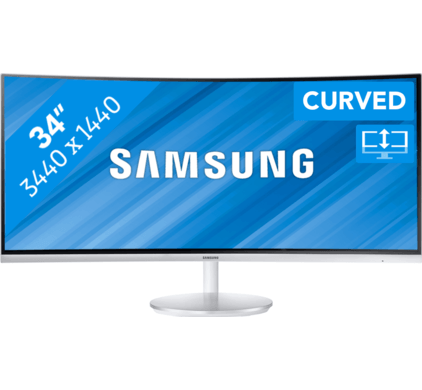 34"
3440 x 1440
CURVED
SAMSUNG
SAMSUNG